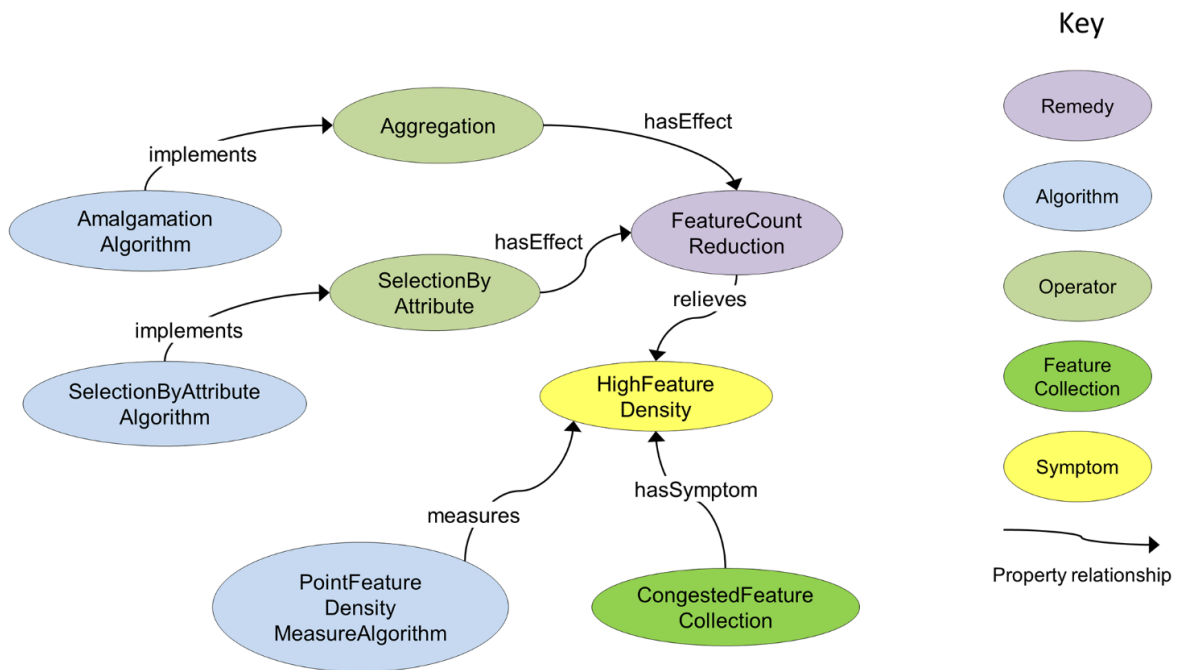 Key
Remedy
Aggregation
hasEffect
implements
Amalgamation
Algorithm
FeatureCount
Reduction
Algorithm
hasEffect
SelectionBy
Attribute
relieves
Operator
implements
SelectionByAttribute
Algorithm
HighFeature
Density
Feature
Collection
Symptom
hasSymptom
measures
PointFeature
Density
MeasureAlgorithm
CongestedFeature
Collection
Property relationship